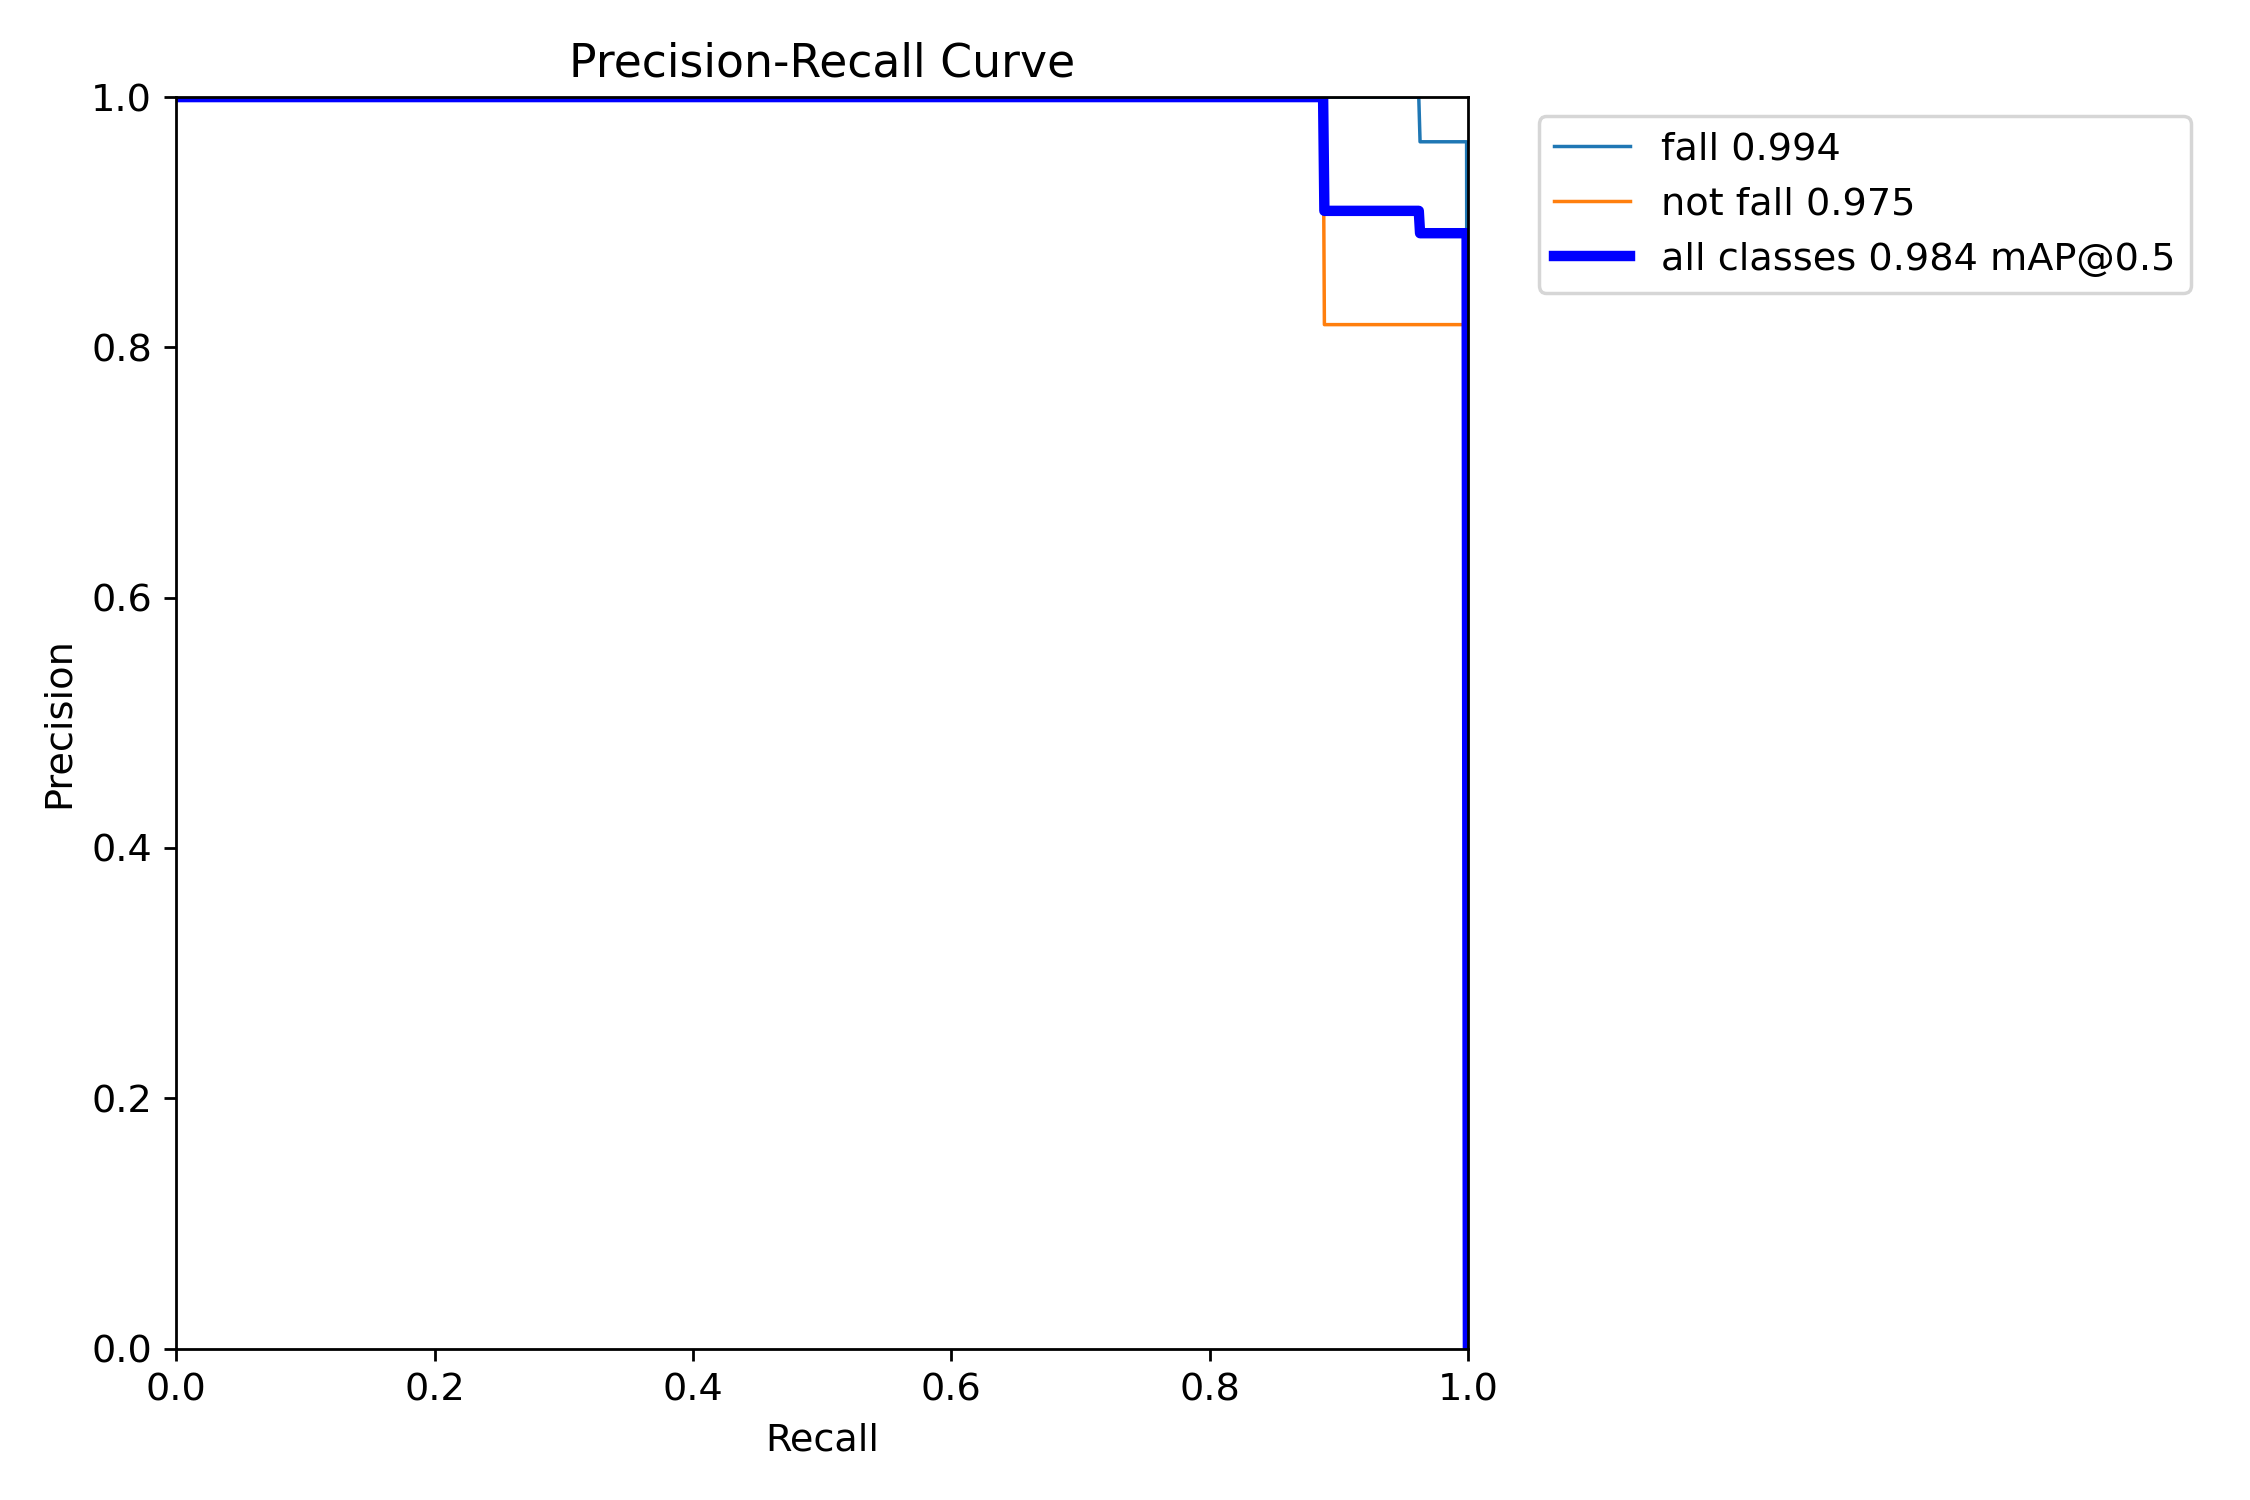 Precision-Recall Curve
1.0
0.8
0.6
0.4
0.2
0.0
Precision
0.0 0.2 0.4 0.6 0.8 1.0
Recall
fall 0.994
not fall 0.975
all classes 0.984 mAP@0.5